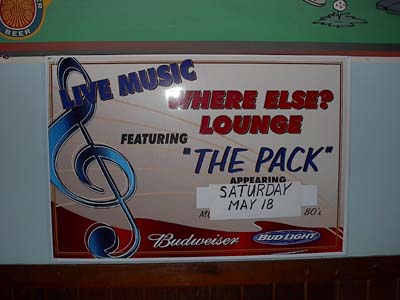 BEER
LIVE MUSIC
WHERE ELSE?
LOUNGE
FEATURING
"THE PACK"
APPEARING
SATURDAY
MAY 18
80's
Budweiser
BUD LIGHT